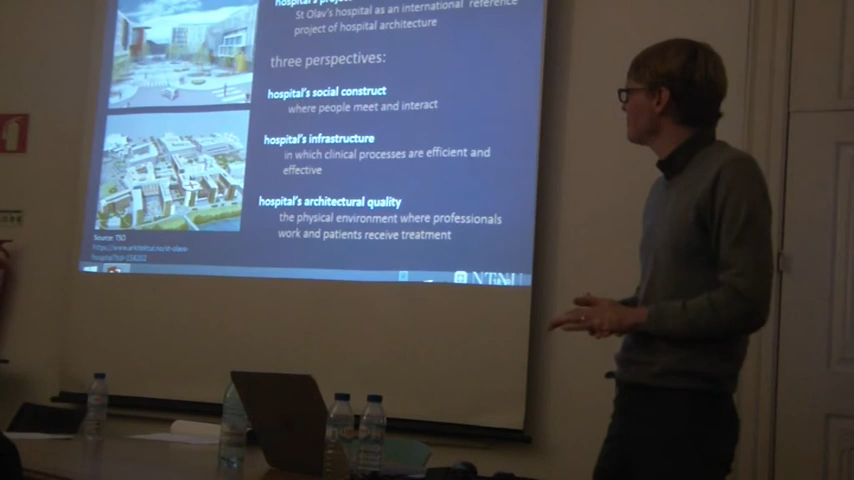 hospital's
St Olav's hospital as an international reference
project of hospital architecture
three perspectives:
hospital's social construct
where people meet and interact
hospital's infrastructure
in which clinical processes are efficient and
effective
hospital's architectural quality
the physical environment where professionals
work and patients receive treatment
Source: TSO
NTNU